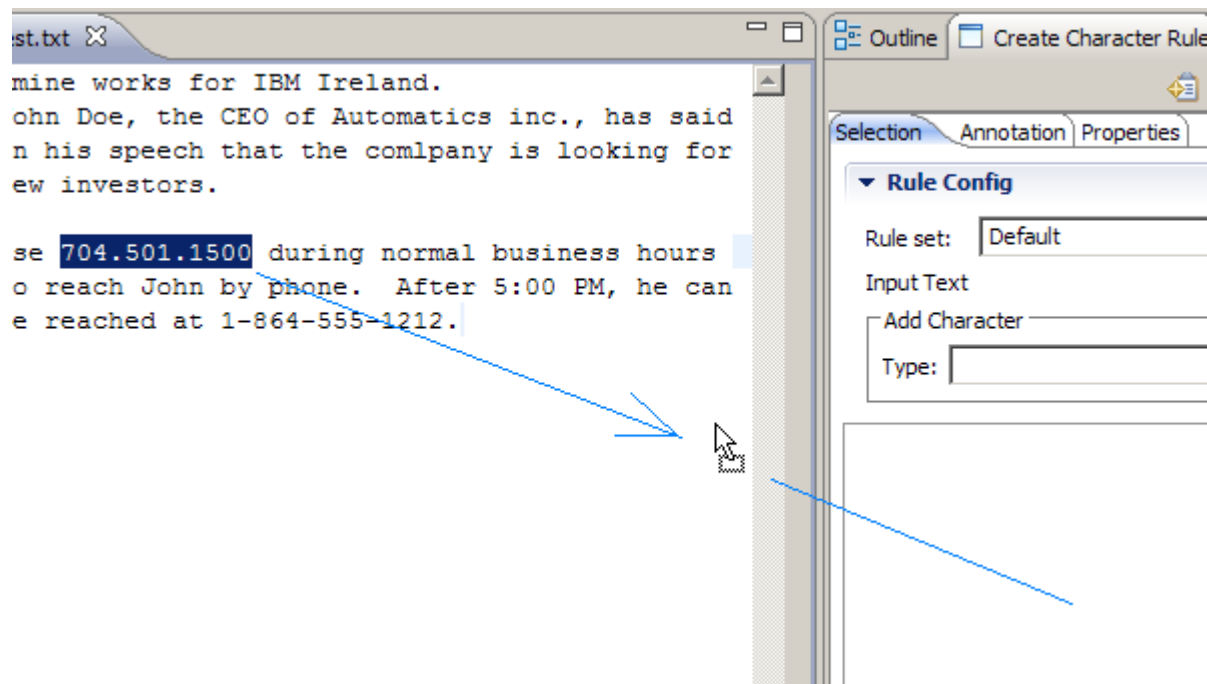 est.txt
mine works for IBM Ireland.
ohn Doe, the CEO of Automatics inc., has said
n his speech that the comlpany is looking for
ew investors.
se 704.501.1500 during normal business hours
o reach John by phone.  After 5:00 PM, he can
e reached at 1-864-555-1212.
Outline
Create Character Rule
Selection
Annotation
Properties
Rule Config
Rule set:
Default
Input Text
Add Character
Type: